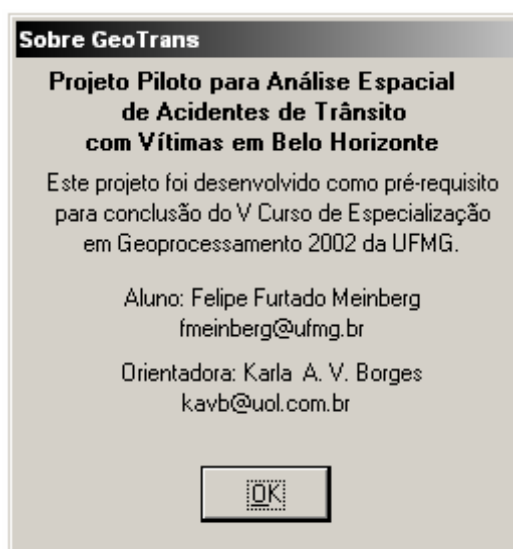 Sobre GeoTrans
Projeto Piloto para Análise Espacial
de Acidentes de Trânsito
com Vítimas em Belo Horizonte
Este projeto foi desenvolvido como pré-requisito
para conclusão do V Curso de Especialização
em Geoprocessamento 2002 da UFMG.
Aluno: Felipe Furtado Meinberg
fmeinberg@ufmg.br
Orientadora: Karla A. V. Borges
kavb@uol.com.br
OK